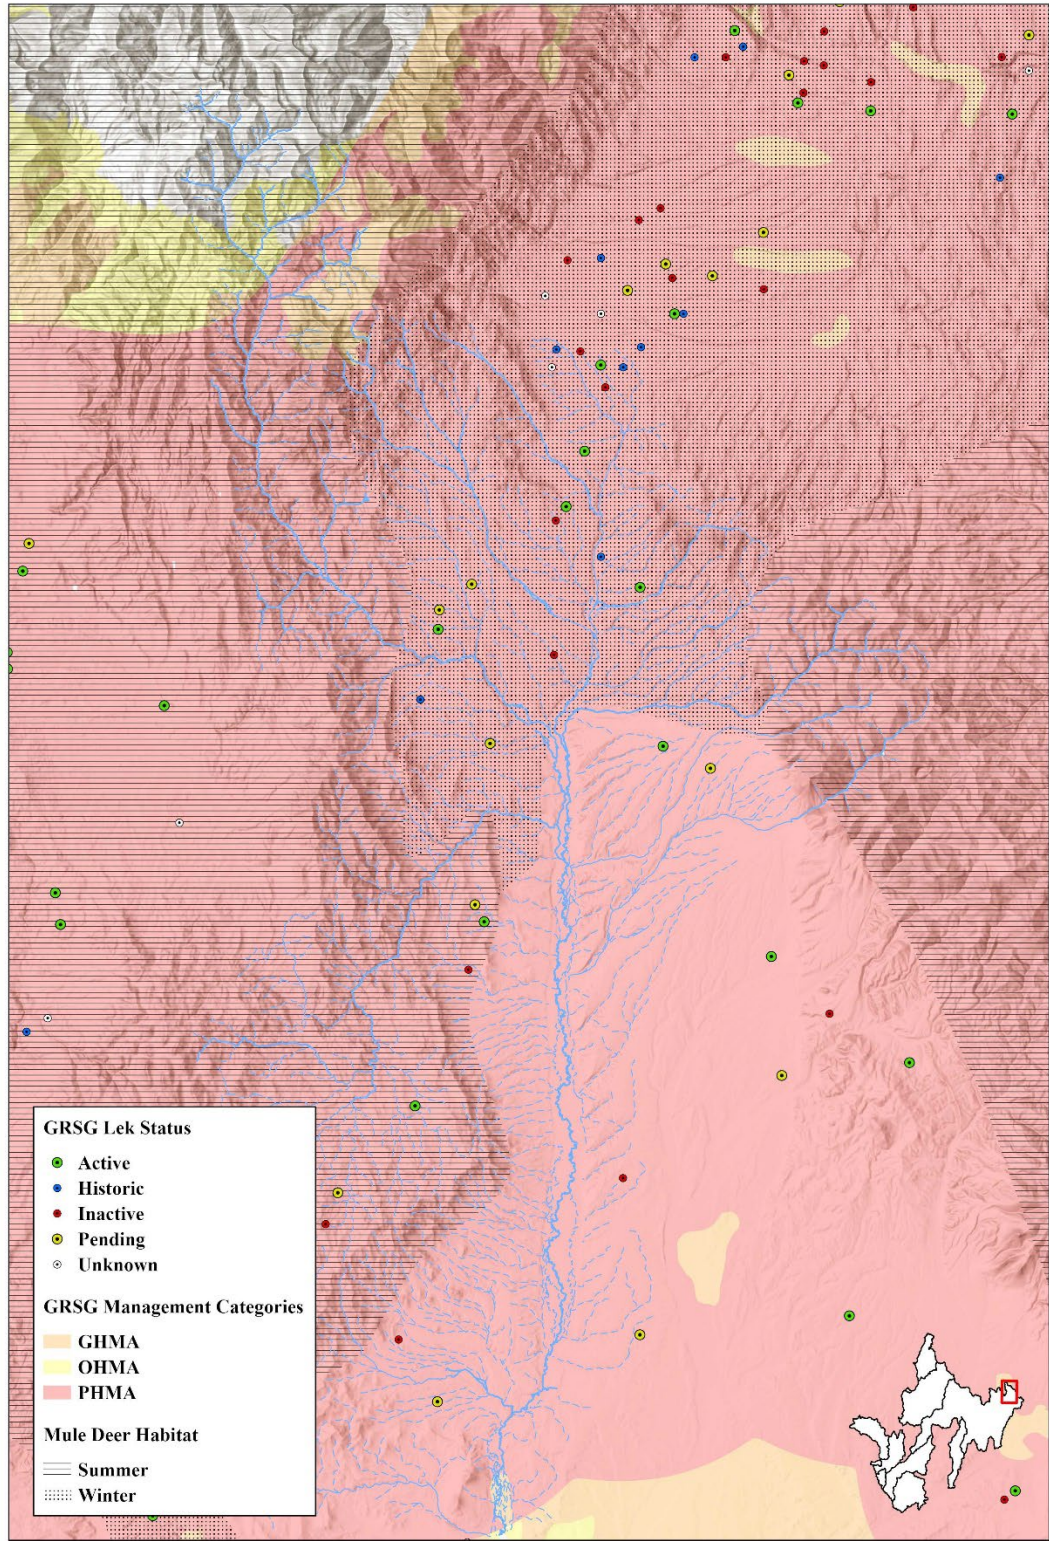 GRSG Lek Status
Active
Historic
Inactive
Pending
Unknown
GRSG Management Categories
GHMA
OHMA
PHMA
Mule Deer Habitat
Summer
Winter